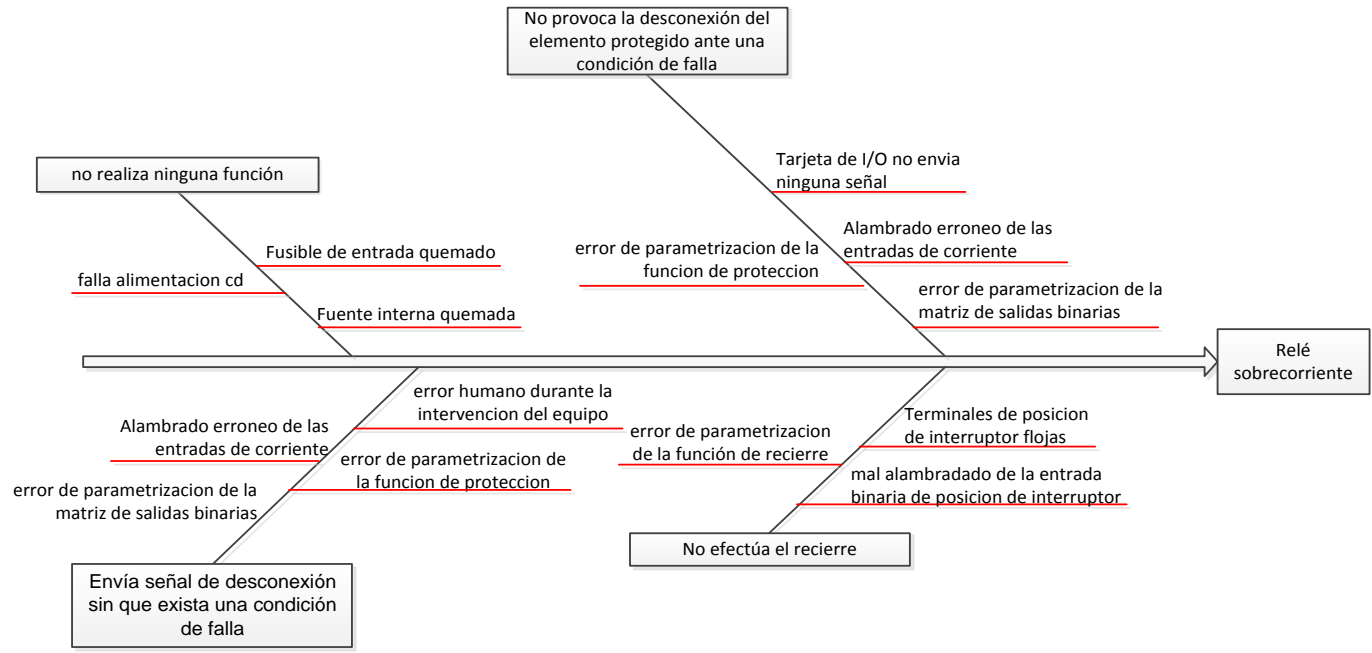 No provoca la desconexión del
elemento protegido ante una
condición de falla
no realiza ninguna función
Tarjeta de I/O no envia
ninguna señal
Fusible de entrada quemado
error de parametrizacion de la
funcion de proteccion
Alambrado erroneo de las
entradas de corriente
falla alimentacion cd
Fuente interna quemada
error de parametrizacion de la
matriz de salidas binarias
Relé
sobrecorriente
error humano durante la
intervencion del equipo
Alambrado erroneo de las
entradas de corriente
error de parametrizacion de
la funcion de proteccion
error de parametrizacion de la
matriz de salidas binarias
Terminales de posicion
de interruptor flojas
error de parametrizacion
de la función de recierre
mal alambradado de la entrada
binaria de posicion de interruptor
No efectúa el recierre
Envía señal de desconexión
sin que exista una condición
de falla